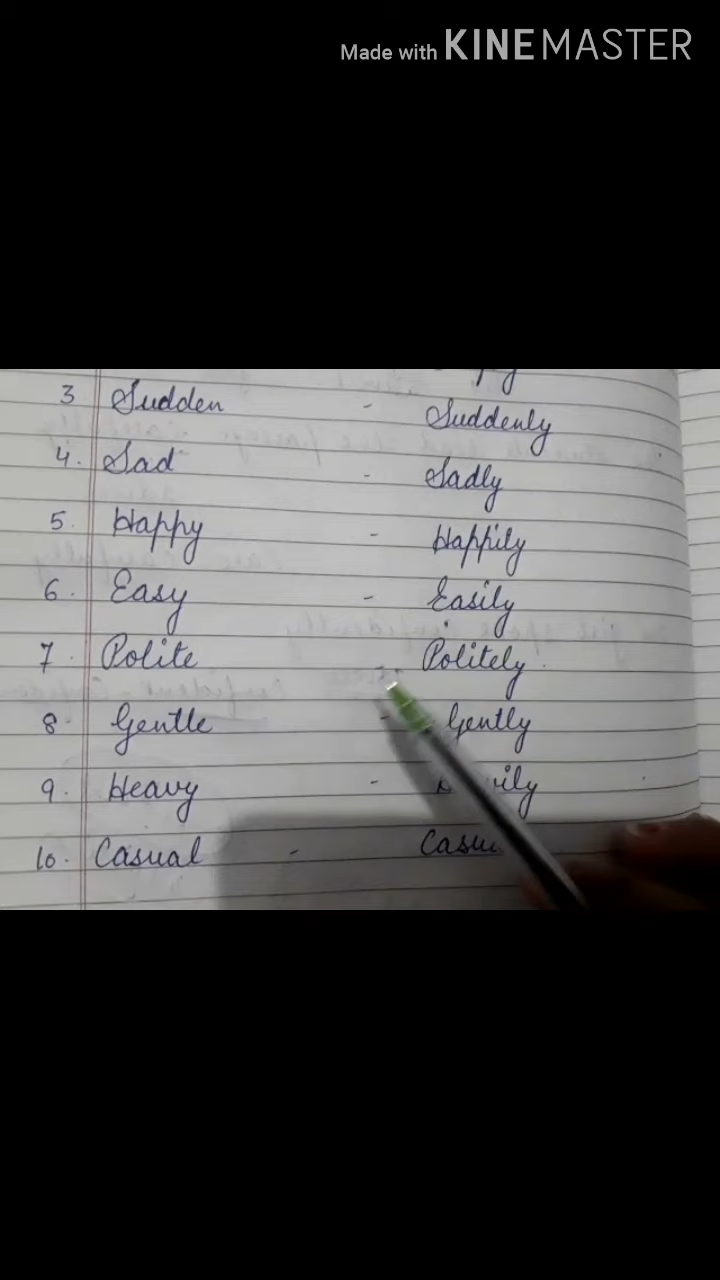 Made with KINEMASTER
3 Sudden - Suddenly
4. Sad - Sadly
5. Happy - Happily
6. Easy - Easily
7. Polite - Politely
8. Gentle - Gently
9. Heavy -
10. Casual -